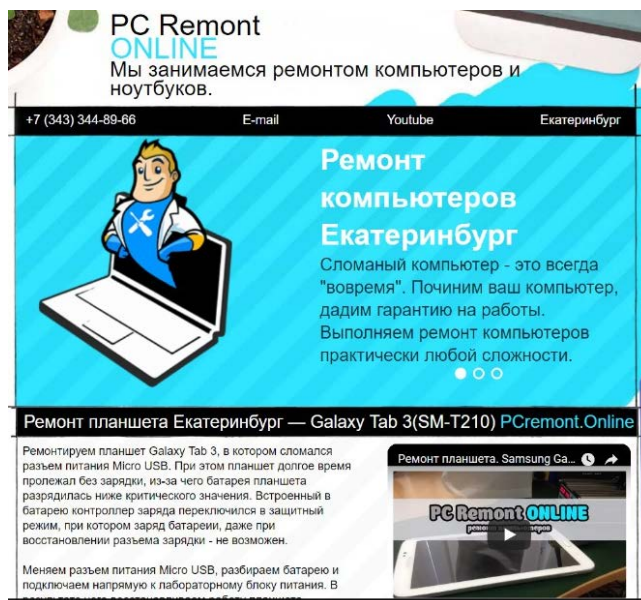 PC Remont
ONLINE
Мы занимаемся ремонтом компьютеров и
ноутбуков.
+7 (343) 344-89-66 E-mail Youtube Екатеринбург
Ремонт
компьютеров
Екатеринбург
Сломаный компьютер - это всегда
"вовремя". Починим ваш компьютер,
дадим гарантию на работы.
Выполняем ремонт компьютеров
практически любой сложности.
Ремонт планшета Екатеринбург — Galaxy Tab 3(SM-T210) PCremont.Online
Ремонтируем планшет Galaxy Tab 3, в котором сломался
разъем питания Micro USB. При этом планшет долгое время
пролежал без зарядки, из-за чего батарея планшета
разрядилась ниже критического значения. Встроенный в
батарею контроллер заряда переключился в защитный
режим, при котором заряд батареии, даже при
восстановлении разъема зарядки - не возможен.
Меняем разъем питания Micro USB, разбираем батарею и
подключаем напрямую к лабораторному блоку питания. В
Ремонт планшета. Samsung Ga...
PC Remont ONLINE